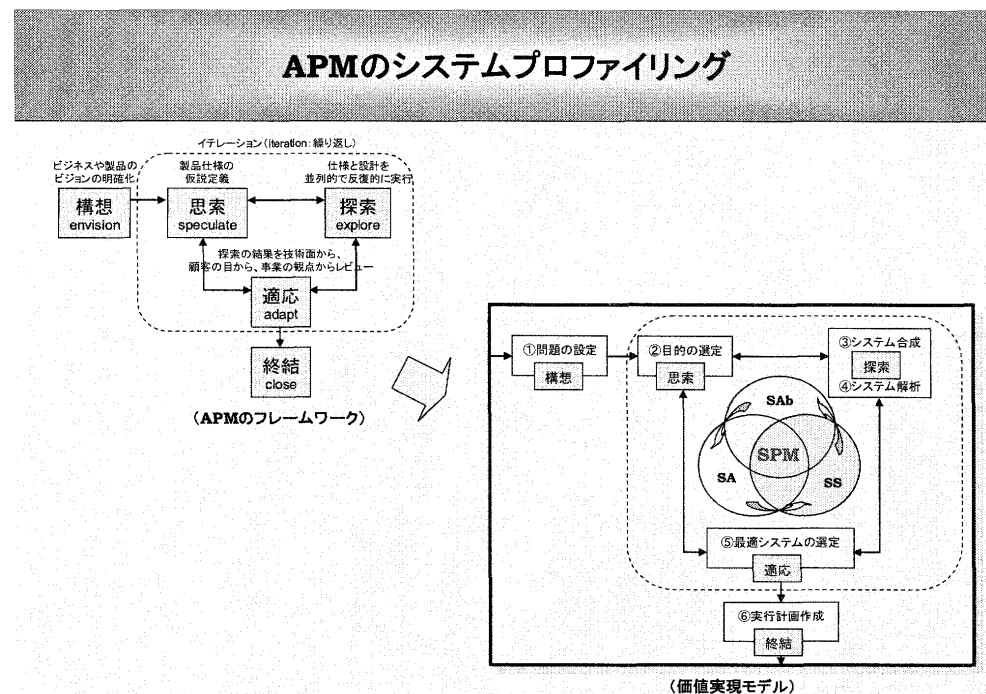 APMのシステムプロファイリング
イテレーション(iteration:繰り返し)
ビジネスや製品の
ビジョンの明確化
製品仕様の
仮説定義
仕様と設計を
並列的で反復的に実行
構想
envision
思索
speculate
探索
explore
探索の結果を技術面から、
顧客の目から、事業の観点からレビュー
適応
adapt
終結
close
(APMのフレームワーク)
①問題の設定
構想
②目的の選定
思索
③システム合成
探索
④システム解析
SAb
SPM
SA
SS
⑤最適システムの選定
適応
⑥実行計画作成
終結
(価値実現モデル)